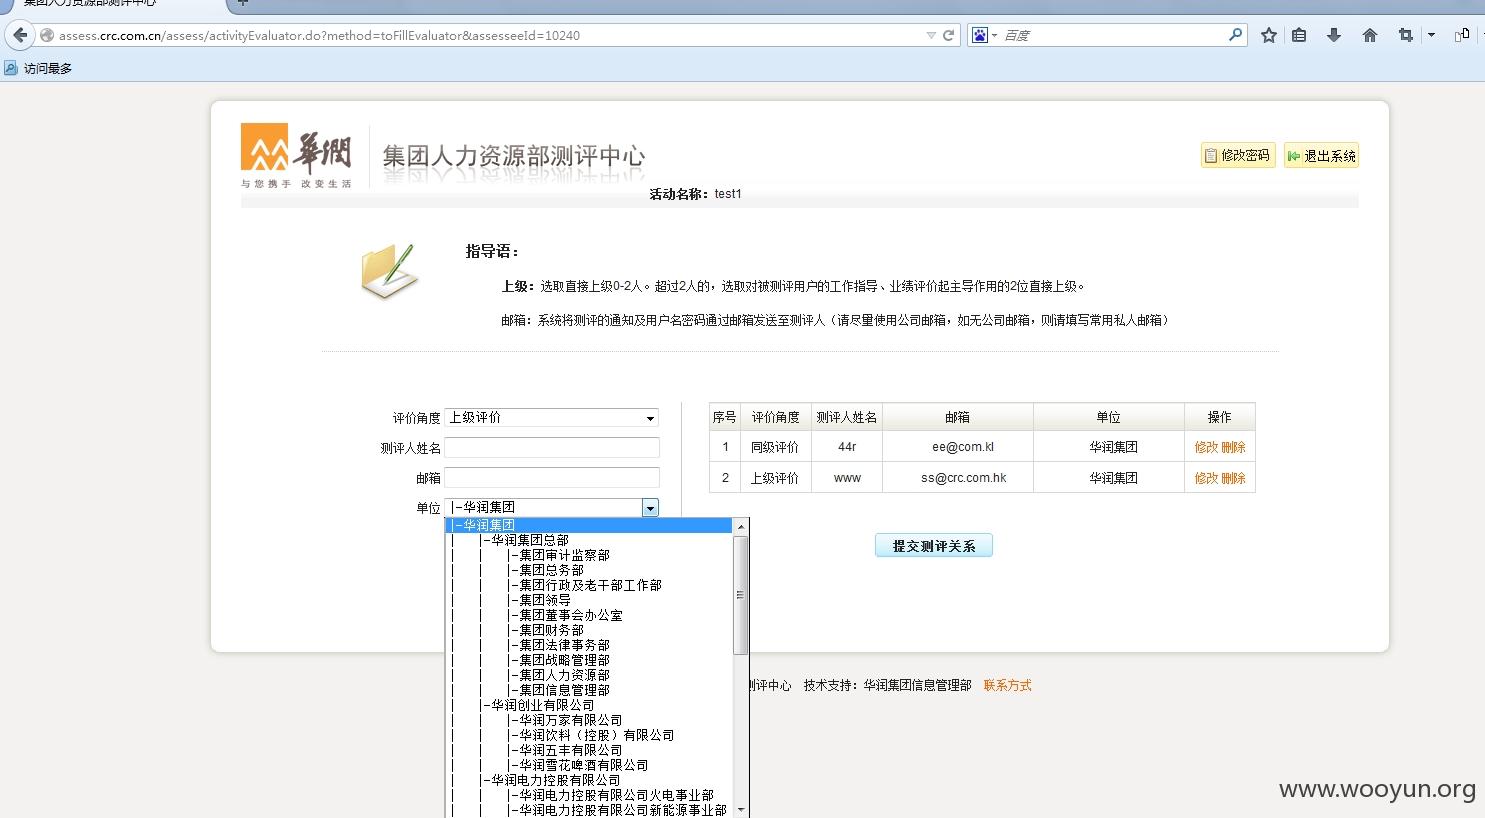 集团人力资源部测评中心
assess.crc.com.cn/assess/activityEvaluator.do?method=toFillEvaluator&assesseeId=10240
百度
访问最多
華潤
与您携手 改变生活
集团人力资源部测评中心
修改密码
退出系统
活动名称：test1
指导语：
上级：选取直接上级0-2人。超过2人的，选取对被测评用户的工作指导、业绩评价起主导作用的2位直接上级。
邮箱：系统将测评的通知及用户名密码通过邮箱发送至测评人（请尽量使用公司邮箱，如无公司邮箱，则请填写常用私人邮箱）
评价角度 上级评价
测评人姓名
邮箱
单位 |-华润集团
|-华润集团
| |-华润集团总部
| | |-集团审计监察部
| | |-集团总务部
| | |-集团行政及老干部工作部
| | |-集团领导
| | |-集团董事会办公室
| | |-集团财务部
| | |-集团法律事务部
| | |-集团战略管理部
| | |-集团人力资源部
| | |-集团信息管理部
| |-华润创业有限公司
| | |-华润万家有限公司
| | |-华润饮料（控股）有限公司
| | |-华润五丰有限公司
| | |-华润雪花啤酒有限公司
| |-华润电力控股有限公司
| | |-华润电力控股有限公司火电事业部
| | |-华润电力控股有限公司新能源事业部
序号 评价角度 测评人姓名 邮箱 单位 操作
1 同级评价 44r ee@com.kl 华润集团 修改 删除
2 上级评价 www ss@crc.com.hk 华润集团 修改 删除
提交测评关系
测评中心 技术支持：华润集团信息管理部 联系方式
www.wooyun.org